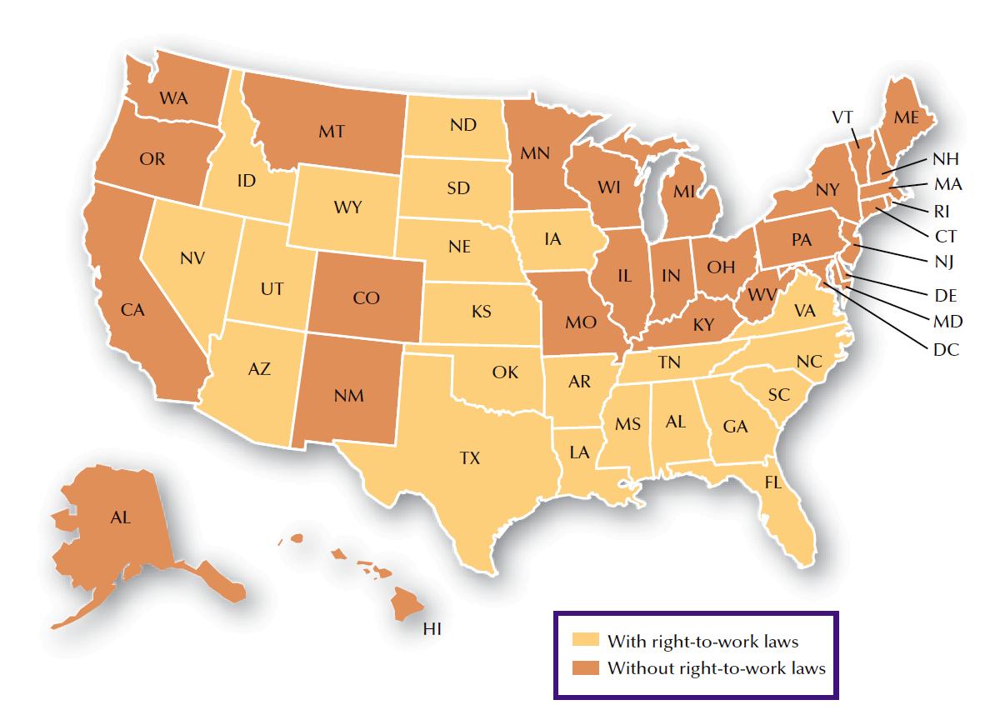 WA
MT
ND
MN
VT
ME
OR
ID
SD
WI
MI
NY
NH
MA
WY
RI
CT
NV
NE
IA
PA
NJ
UT
CO
IL
IN
OH
WV
DE
CA
KS
MO
KY
VA
MD
DC
AZ
NM
OK
AR
TN
NC
SC
TX
LA
MS
AL
GA
FL
AL
HI
With right-to-work laws
Without right-to-work laws